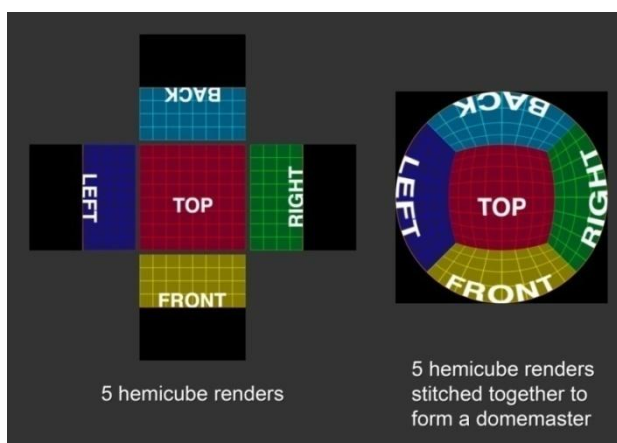 BACK
LEFT
TOP
RIGHT
FRONT
5 hemicube renders
BACK
LEFT
TOP
RIGHT
FRONT
5 hemicube renders
stitched together to
form a domemaster